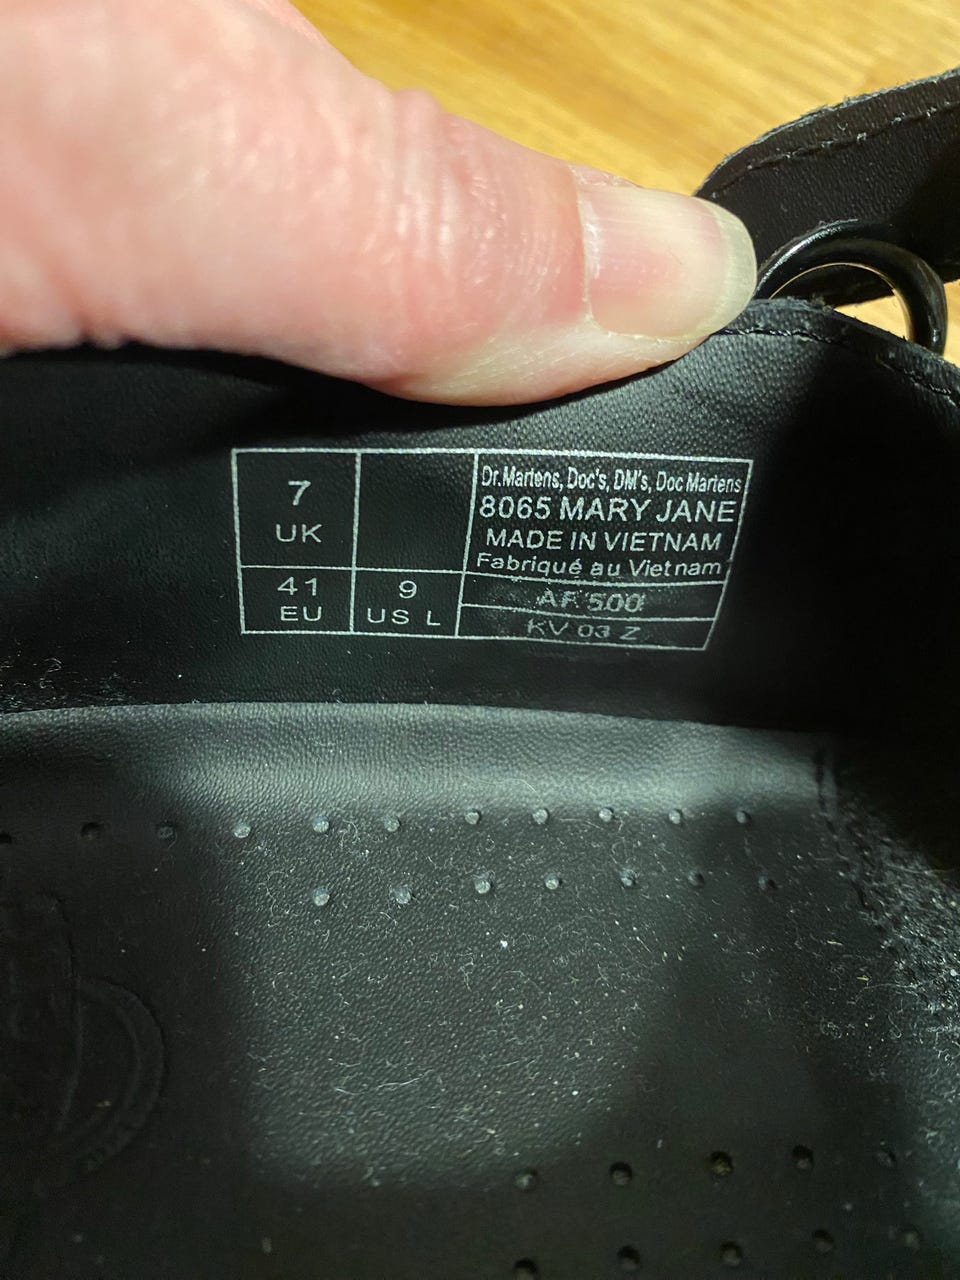 7
UK
41
EU
9
US L
Dr.Martens, Doc's, DM's, Doc Martens
8065 MARY JANE
MADE IN VIETNAM
Fabriqué au Vietnam
AF 500
KV 03 Z